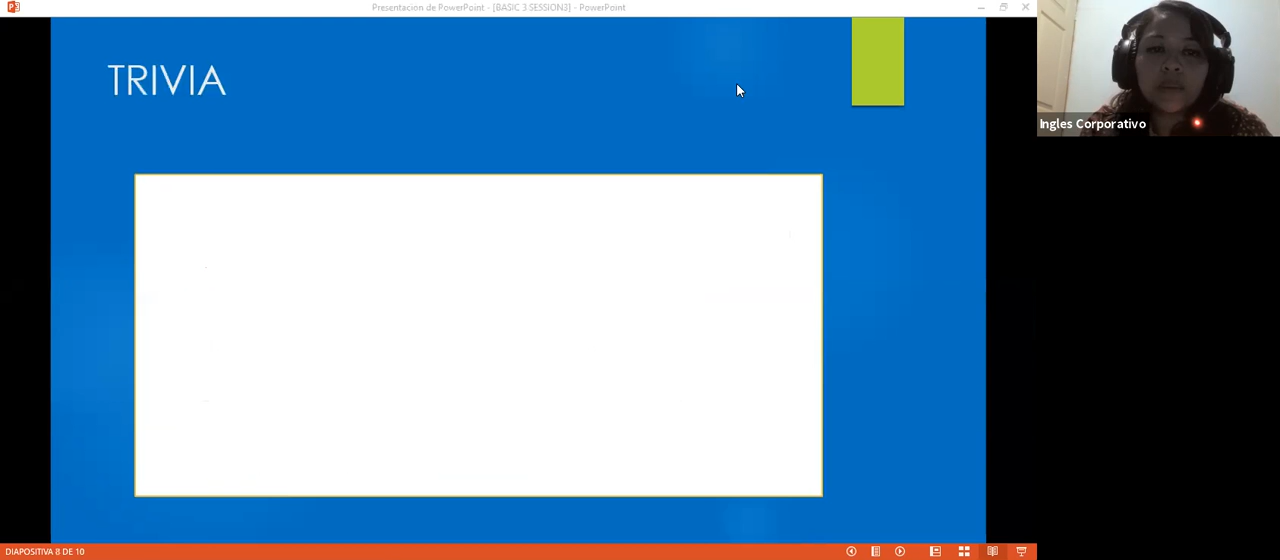 Presentacion de PowerPoint - [BASIC 3 SESSION3] - PowerPoint
TRIVIA
Ingles Corporativo
DIAPOSITIVA 8 DE 10